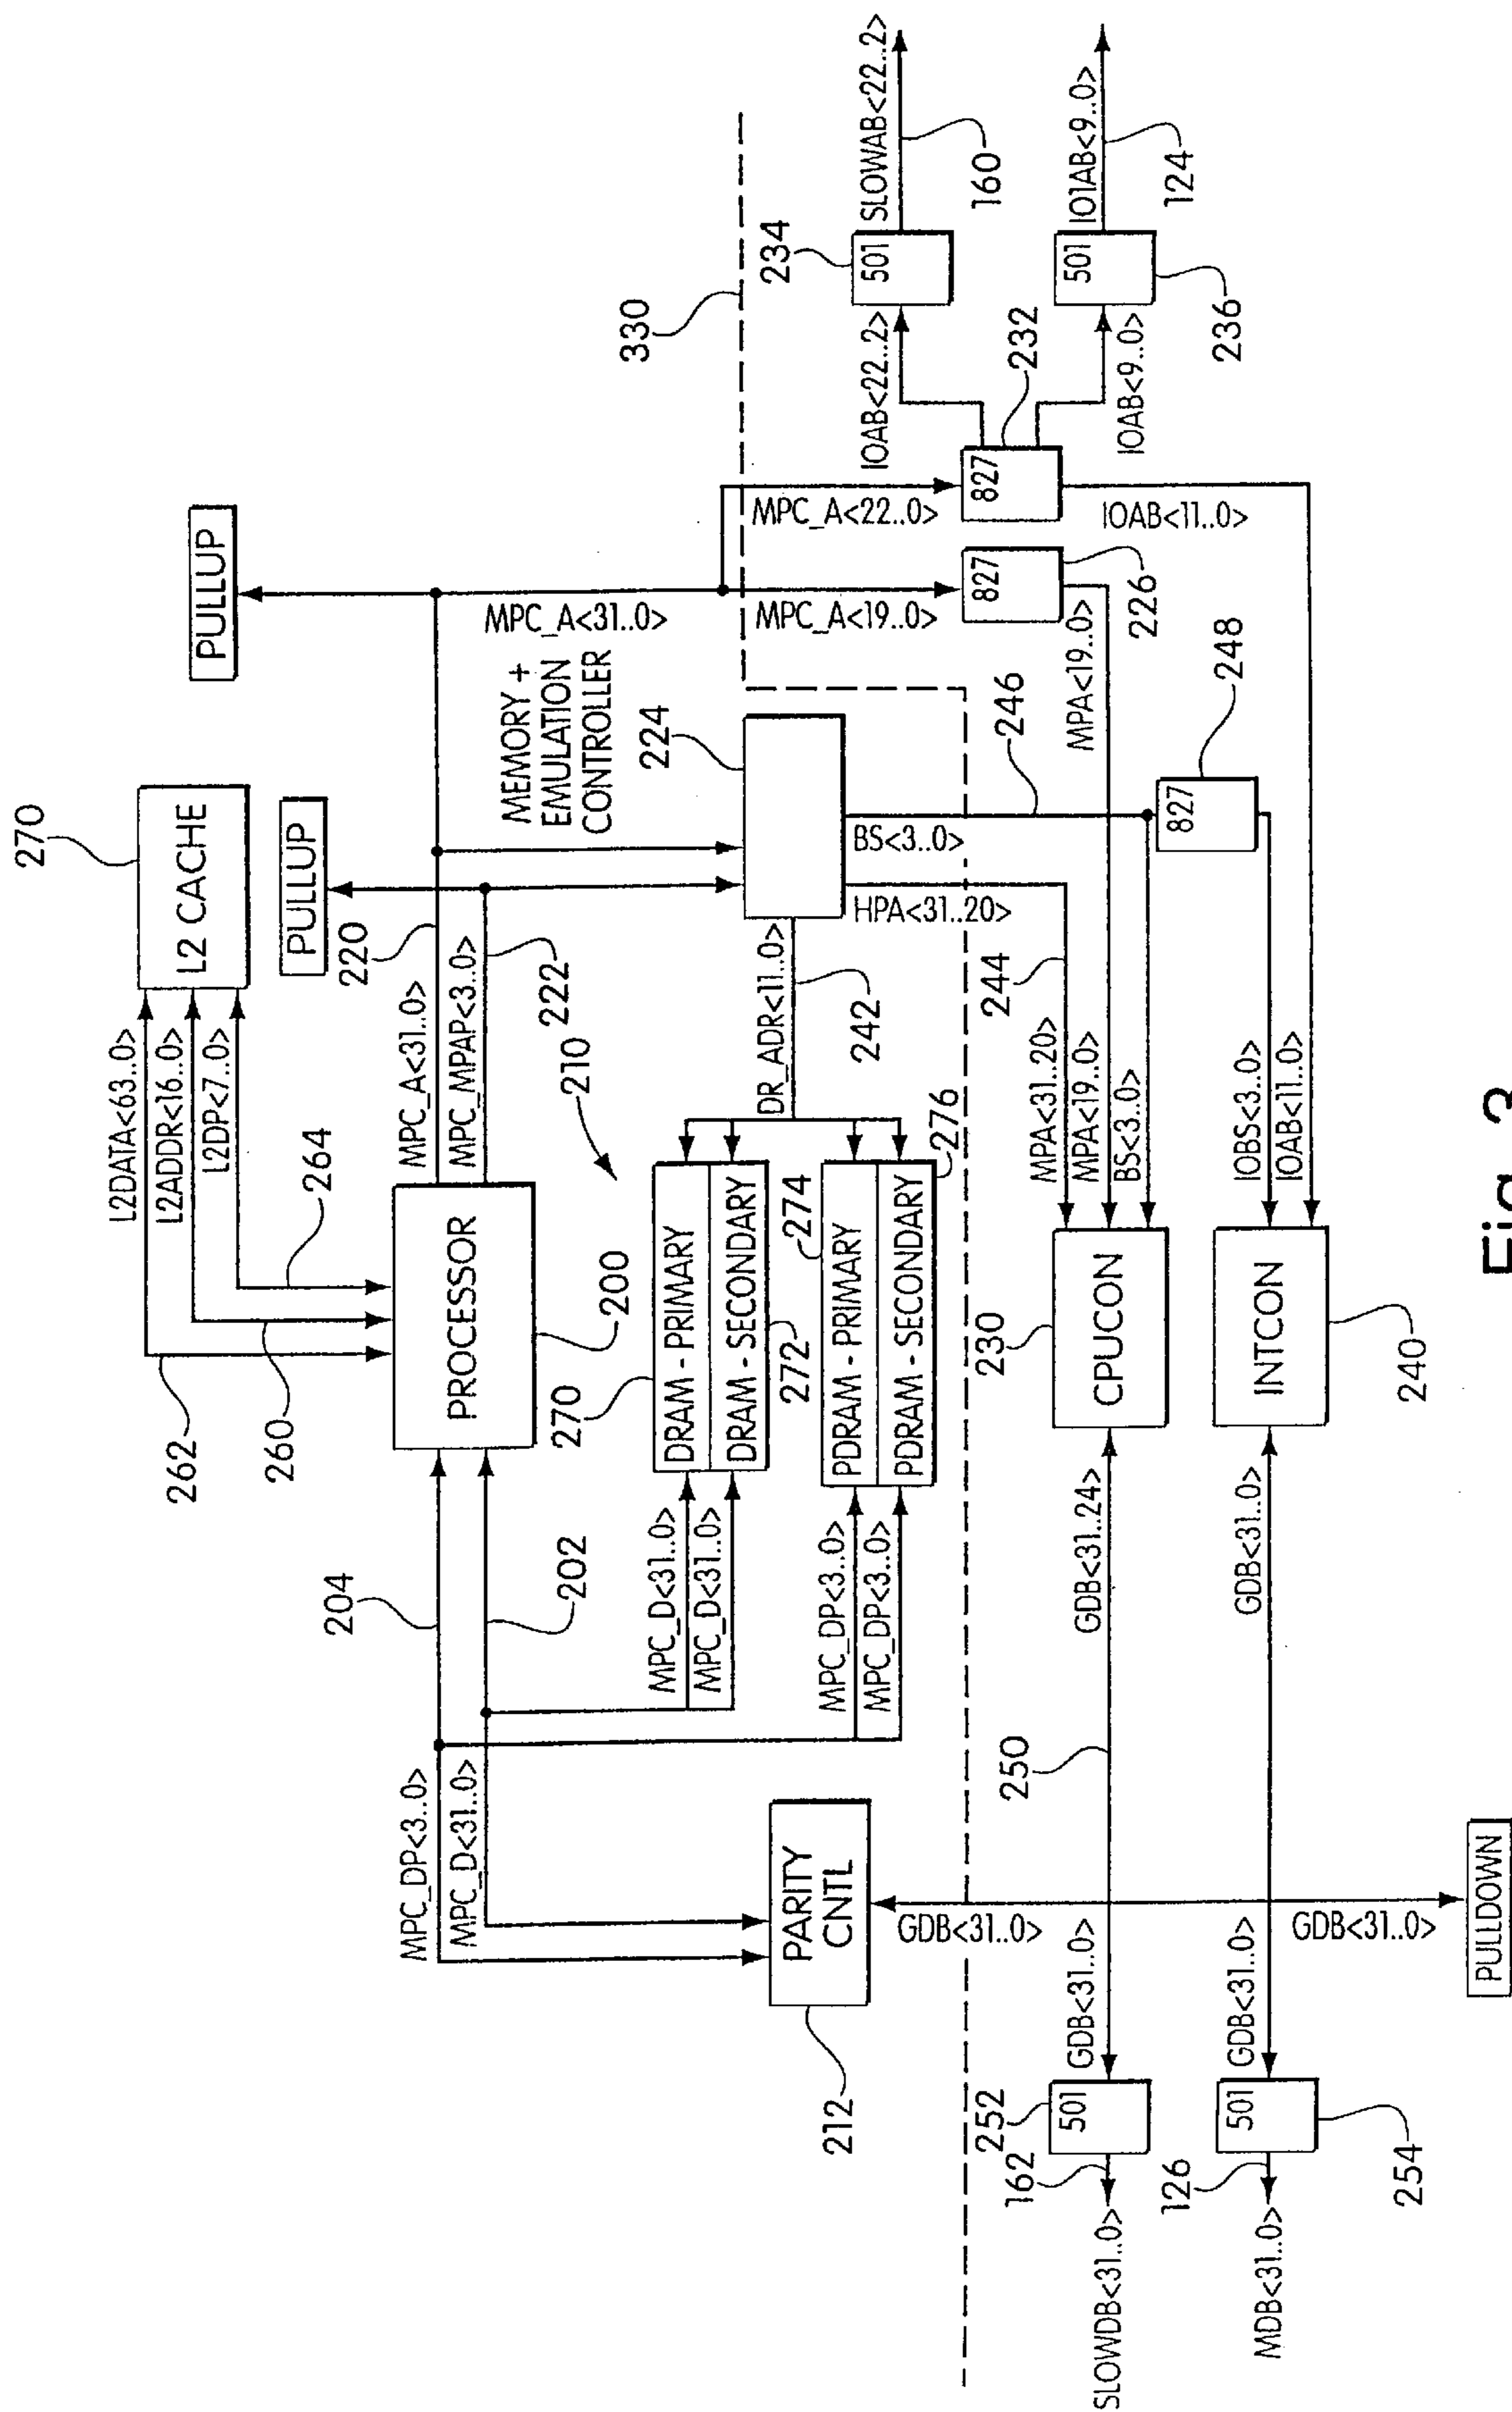 270
L2 CACHE
PULLUP
PULLUP
L2DATA<63..0>
L2ADDR<16..0>
L2DP<7..0>
262
260
264
220
MPC_A<31..0>
MPC_MPAP<3..0>
222
210
PROCESSOR
200
204
202
MPC_DP<3..0>
MPC_D<31..0>
MPC_A<31..0>
MEMORY +
EMULATION
CONTROLLER
224
330
270
DRAM - PRIMARY
DRAM - SECONDARY
272
274
PDRAM - PRIMARY
PDRAM - SECONDARY
276
MPC_D<31..0>
MPC_D<31..0>
MPC_DP<3..0>
MPC_DP<3..0>
DR_ADR<11..0>
242
PARITY
CNTL
212
GDB<31..0>
HPA<31..20>
BS<3..0>
244
246
MPC_A<19..0>
MPC_A<22..0>
827
226
827
232
IOAB<22..2>
IOAB<9..0>
IOAB<11..0>
234
501
SLOWAB<22..2>
160
501
236
IO1AB<9..0>
124
MPA<19..0>
827
248
MPA<31..20>
MPA<19..0>
BS<3..0>
IOBS<3..0>
IOAB<11..0>
230
CPUCON
INTCON
240
GDB<31..24>
250
GDB<31..0>
GDB<31..0>
GDB<31..0>
GDB<31..0>
PULLDOWN
252
501
162
SLOWDB<31..0>
501
254
126
MDB<31..0>
Fig. 3